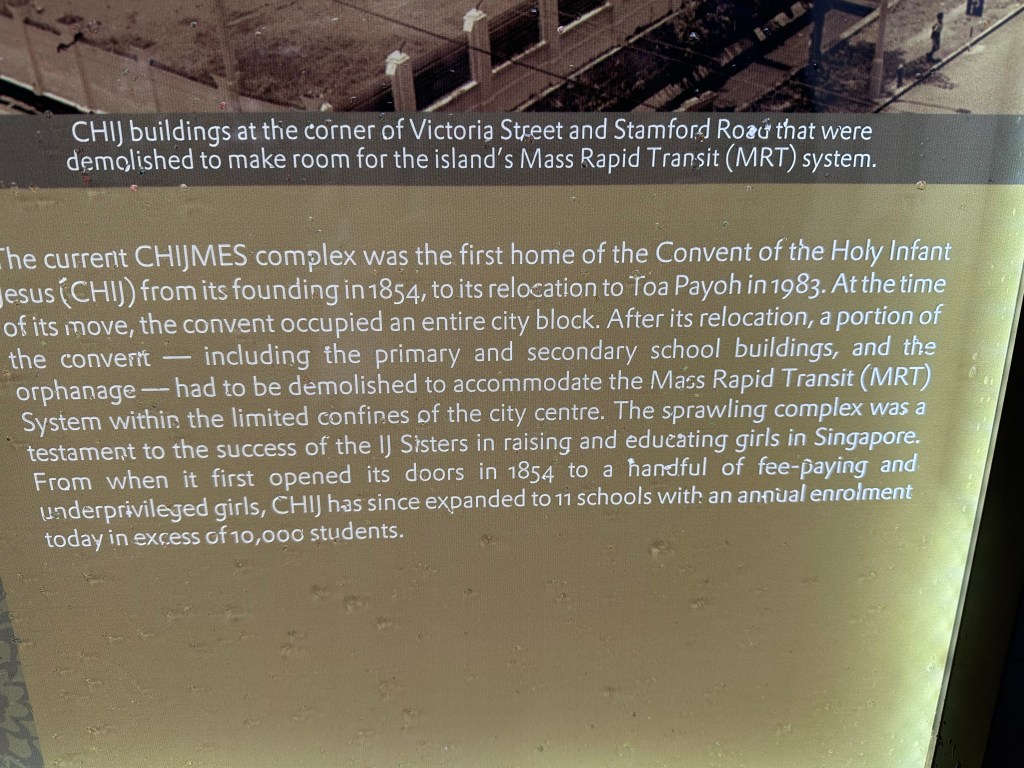 CHIJ buildings at the corner of Victoria Street and Stamford Road that were
demolished to make room for the island's Mass Rapid Transit (MRT) system.
The current CHIJMES complex was the first home of the Convent of the Holy Infant
Jesus (CHIJ) from its founding in 1854, to its relocation to Toa Payoh in 1983. At the time
of its move, the convent occupied an entire city block. After its relocation, a portion of
the convent — including the primary and secondary school buildings, and the
orphanage — had to be demolished to accommodate the Mass Rapid Transit (MRT)
System within the limited confines of the city centre. The sprawling complex was a
testament to the success of the IJ Sisters in raising and educating girls in Singapore.
From when it first opened its doors in 1854 to a handful of fee-paying and
underprivileged girls, CHIJ has since expanded to 11 schools with an annual enrolment
today in excess of 10,000 students.